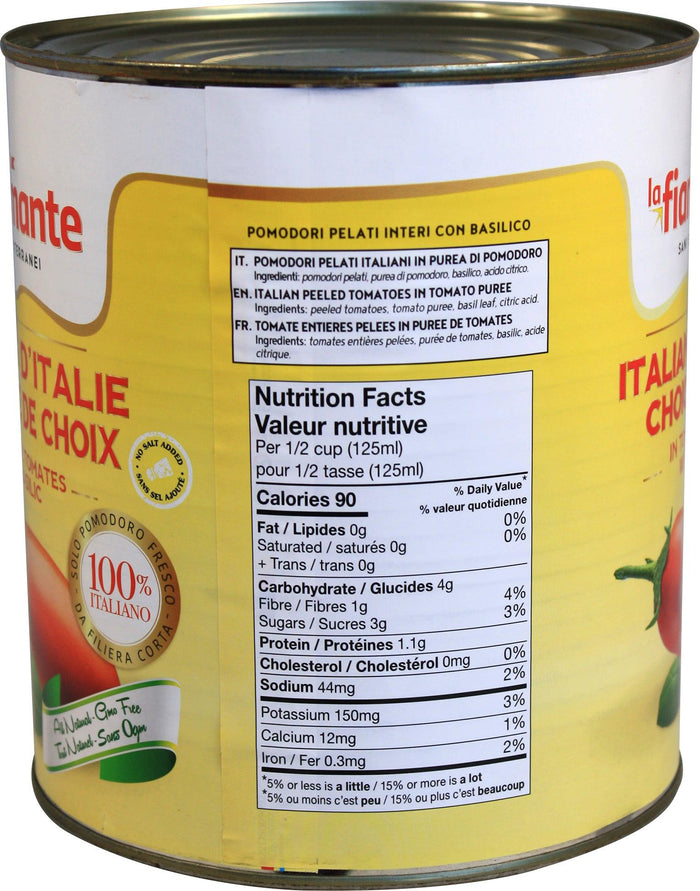 nante
ERRANEI
D'ITALIE
DE CHOIX
NO SALT ADDED
SANS SEL AJOUTÉ
SOLO POMODORO FRESCO
100%
ITALIANO
DA FILIERA CORTA
All Natural - Gmo Free
Tout Naturel - Sans Ogm
POMODORI PELATI INTERI CON BASILICO
IT. POMODORI PELATI ITALIANI IN PUREA DI POMODORO
Ingredienti: pomodori pelati, purea di pomodoro, basilico, acido citrico.
EN. ITALIAN PEELED TOMATOES IN TOMATO PUREE
Ingredients: peeled tomatoes, tomato puree, basil leaf, citric acid.
FR. TOMATE ENTIERES PELEES IN PUREE DE TOMATES
Ingredients: tomates entières pelées, purée de tomates, basilic, acide
citrique.
Nutrition Facts
Valeur nutritive
Per 1/2 cup (125ml)
pour 1/2 tasse (125ml)
Calories 90
% Daily Value*
% valeur quotidienne
Fat / Lipides 0g 0%
Saturated / saturés 0g 0%
+ Trans / trans 0g
Carbohydrate / Glucides 4g
Fibre / Fibres 1g 4%
Sugars / Sucres 3g 3%
Protein / Protéines 1.1g
Cholesterol / Cholestérol 0mg 0%
Sodium 44mg 2%
Potassium 150mg 3%
Calcium 12mg 1%
Iron / Fer 0.3mg 2%
*5% or less is a little / 15% or more is a lot
*5% ou moins c'est peu / 15% ou plus c'est beaucoup
la
fia
ITALIA
CHO
IN